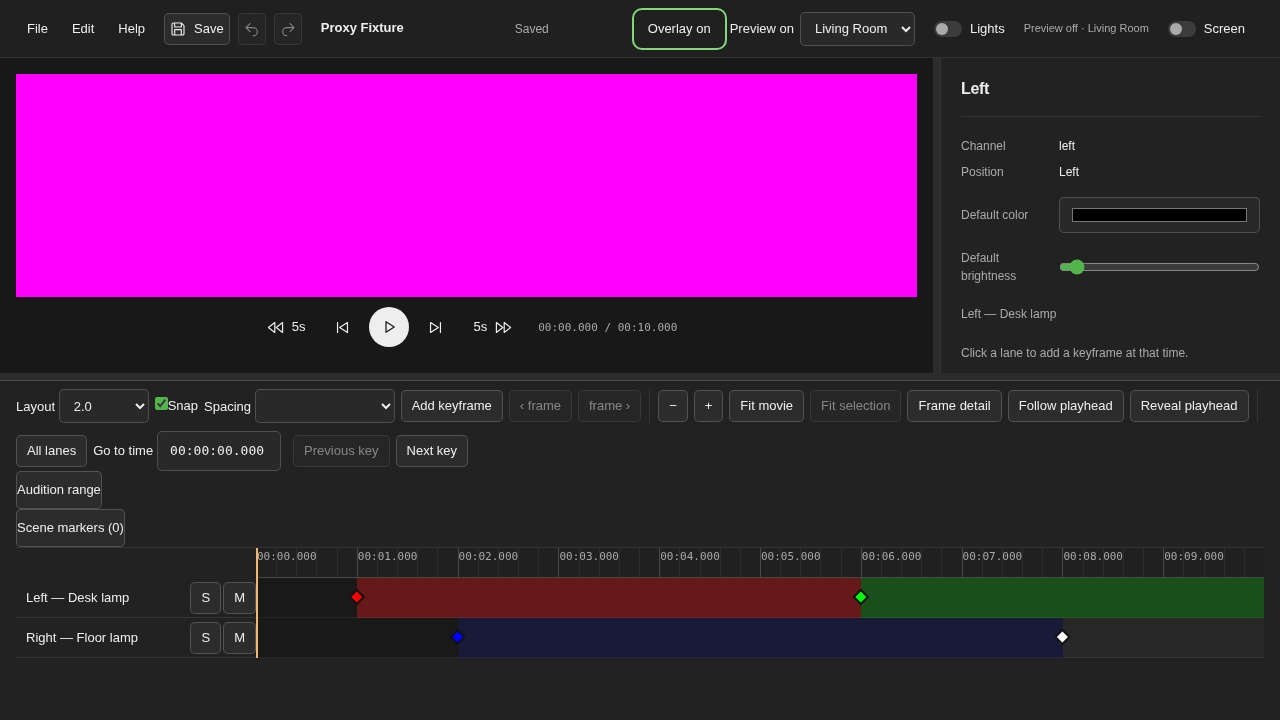 File Edit Help Save Proxy Fixture Saved Overlay on Preview on Living Room Lights Preview off · Living Room Screen
Left
Channel left
Position Left
Default color
Default
brightness
Left — Desk lamp
Click a lane to add a keyframe at that time.
5s 5s 00:00.000 / 00:10.000
Layout 2.0 Snap Spacing Add keyframe ‹ frame frame › − + Fit movie Fit selection Frame detail Follow playhead Reveal playhead
All lanes Go to time 00:00:00.000 Previous key Next key
Audition range
Scene markers (0)
00:00.000 00:01.000 00:02.000 00:03.000 00:04.000 00:05.000 00:06.000 00:07.000 00:08.000 00:09.000
Left — Desk lamp S M
Right — Floor lamp S M